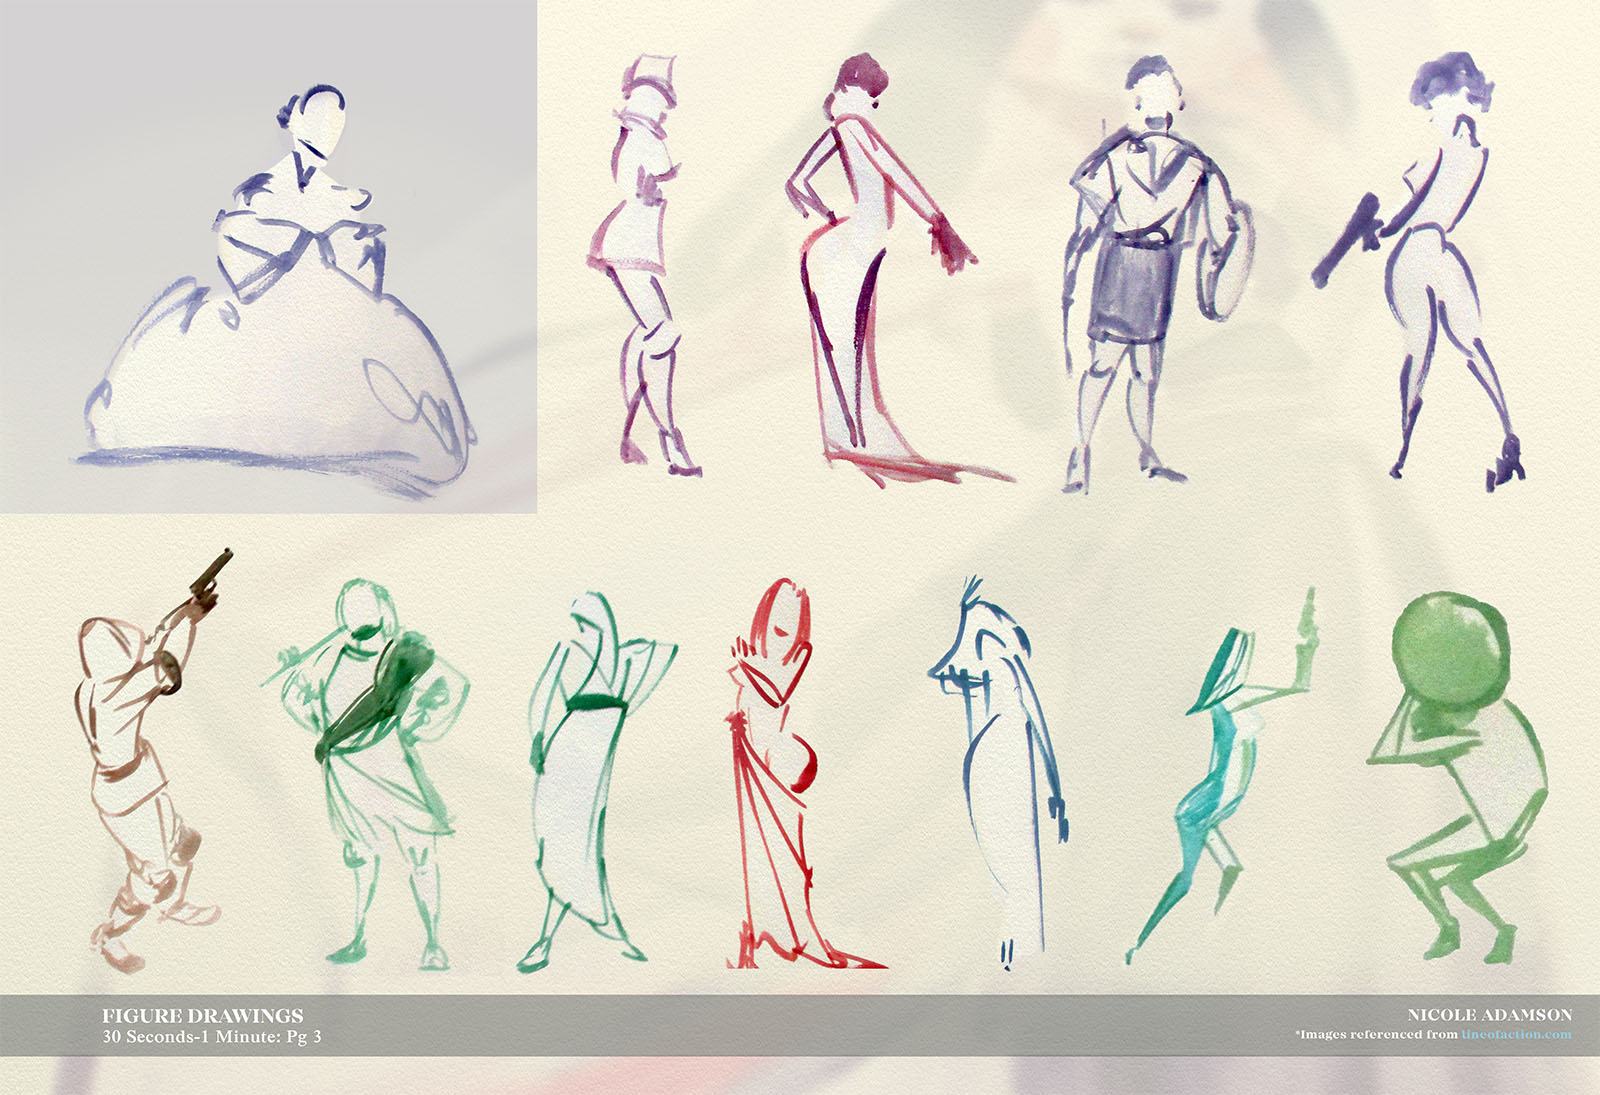 FIGURE DRAWINGS
30 Seconds-1 Minute: Pg 3
NICOLE ADAMSON
*Images referenced from lineofaction.com